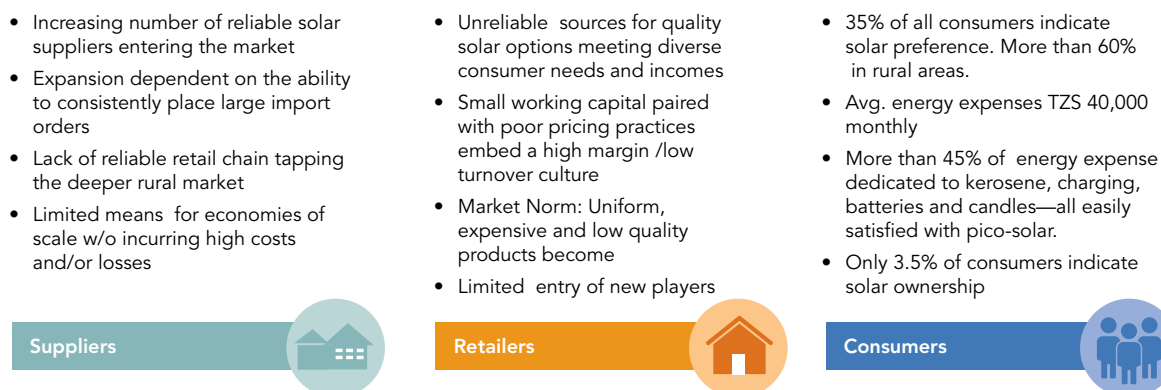 • Increasing number of reliable solar
suppliers entering the market
• Expansion dependent on the ability
to consistently place large import
orders
• Lack of reliable retail chain tapping
the deeper rural market
• Limited means for economies of
scale w/o incurring high costs
and/or losses
Suppliers
• Unreliable sources for quality
solar options meeting diverse
consumer needs and incomes
• Small working capital paired
with poor pricing practices
embed a high margin /low
turnover culture
• Market Norm: Uniform,
expensive and low quality
products become
• Limited entry of new players
Retailers
• 35% of all consumers indicate
solar preference. More than 60%
in rural areas.
• Avg. energy expenses TZS 40,000
monthly
• More than 45% of energy expense
dedicated to kerosene, charging,
batteries and candles—all easily
satisfied with pico-solar.
• Only 3.5% of consumers indicate
solar ownership
Consumers